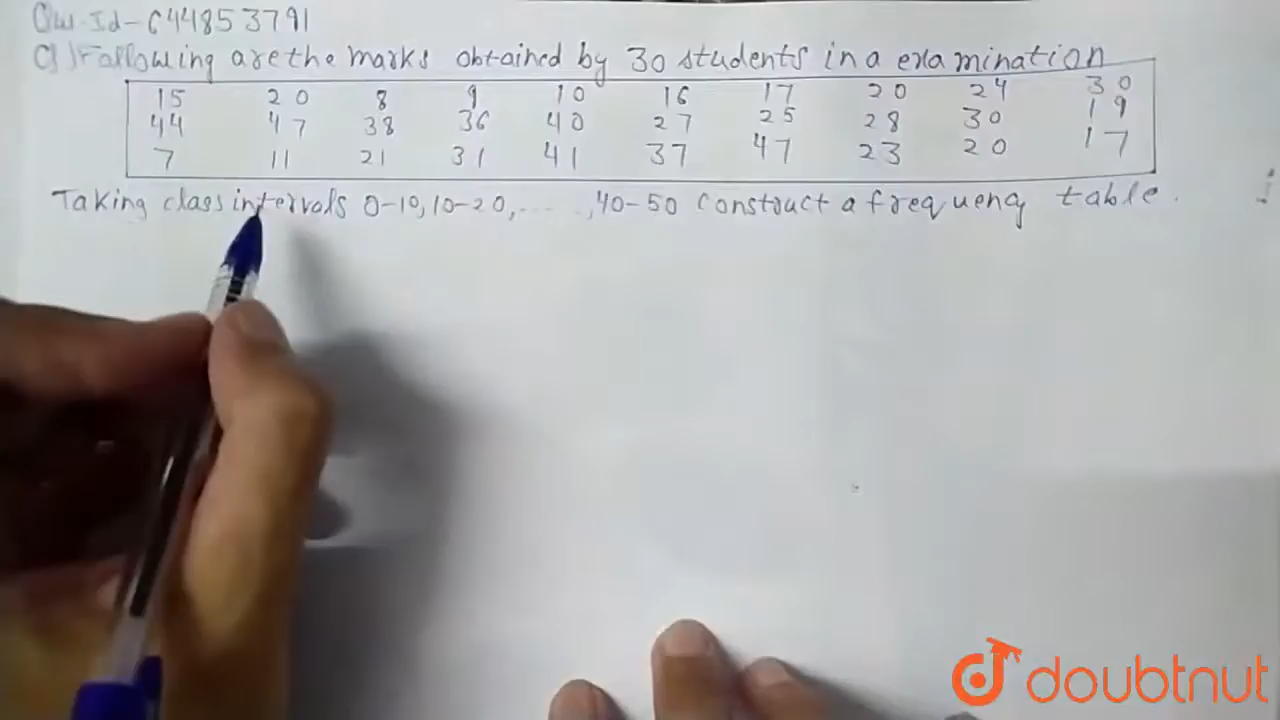 Qu-Id-644853791
Q) Following are the marks obtained by 30 students in a examination
15 20 8 9 10 16 17 20 24 30
44 47 38 36 40 27 25 28 30 19
7 11 21 31 41 37 47 23 20 17
Taking class intervals 0-10, 10-20, ......, 40-50 construct a frequency table.
doubtnut